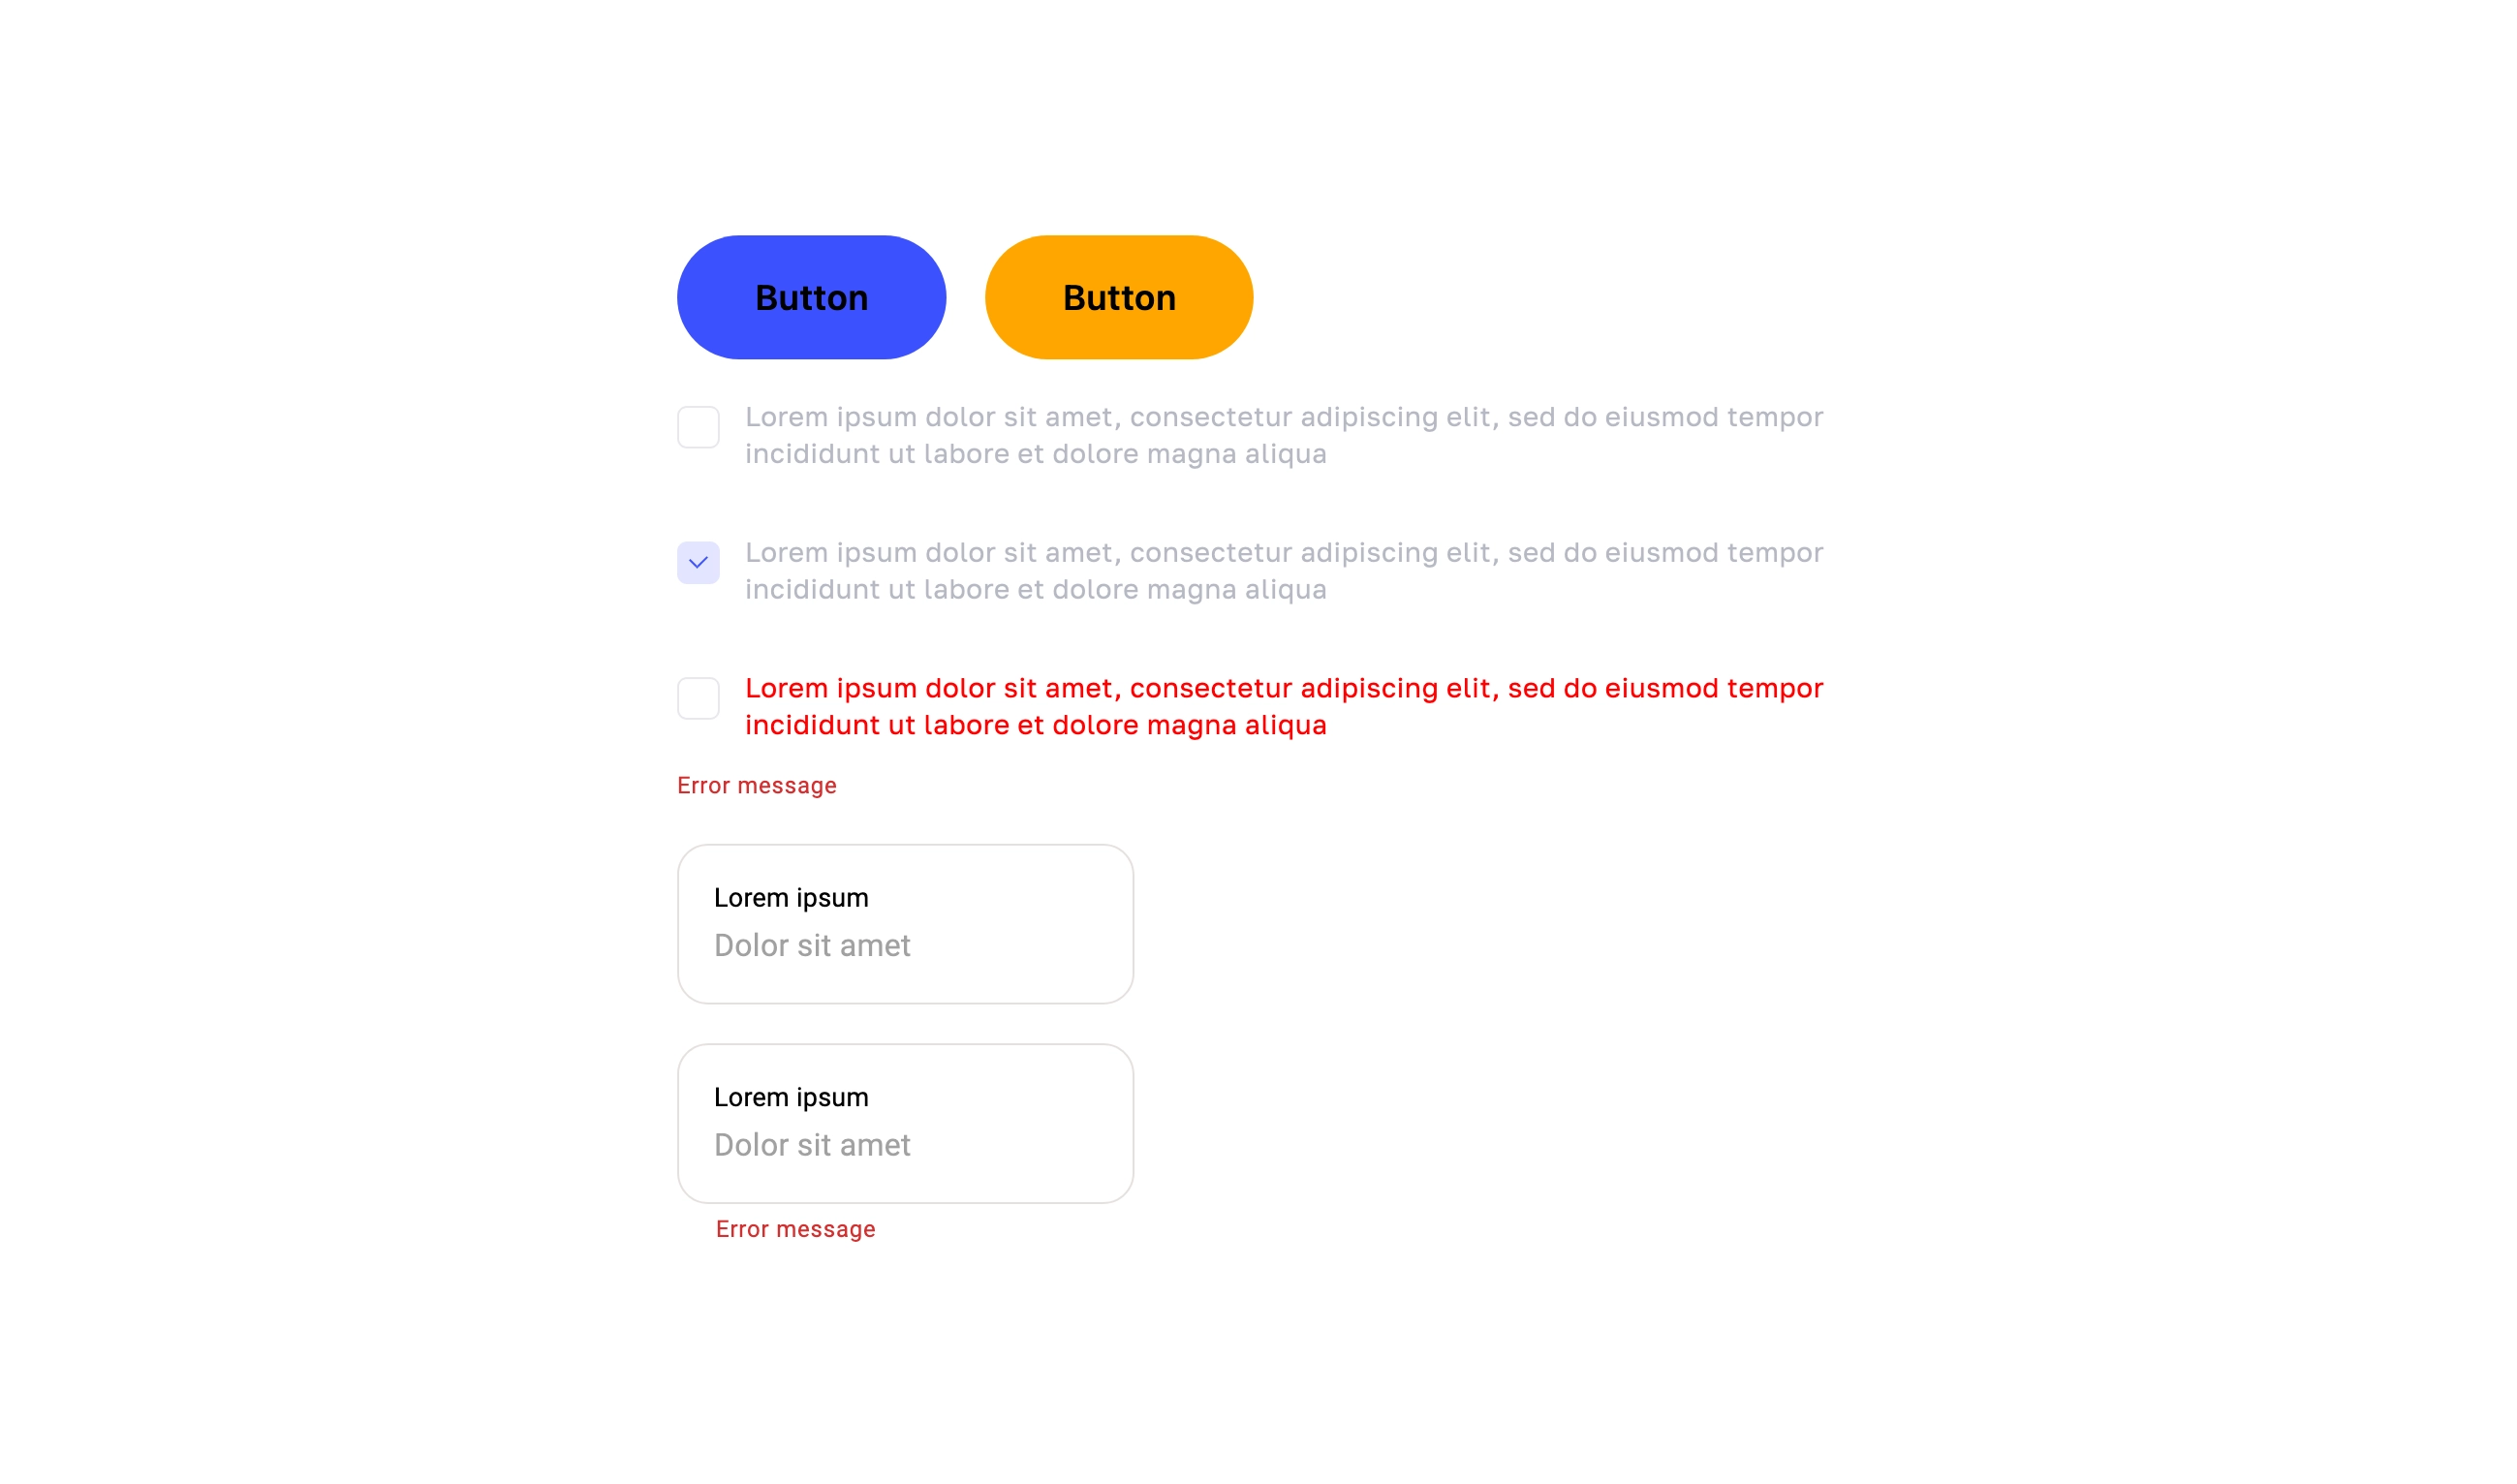 Button
Button
Lorem ipsum dolor sit amet, consectetur adipiscing elit, sed do eiusmod tempor
incididunt ut labore et dolore magna aliqua
Lorem ipsum dolor sit amet, consectetur adipiscing elit, sed do eiusmod tempor
incididunt ut labore et dolore magna aliqua
Lorem ipsum dolor sit amet, consectetur adipiscing elit, sed do eiusmod tempor
incididunt ut labore et dolore magna aliqua
Error message
Lorem ipsum
Dolor sit amet
Lorem ipsum
Dolor sit amet
Error message